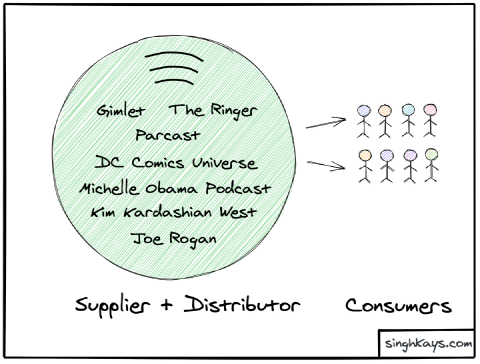 Gimlet The Ringer
Parcast
DC Comics Universe
Michelle Obama Podcast
Kim Kardashian West
Joe Rogan
Supplier + Distributor Consumers
singhkays.com